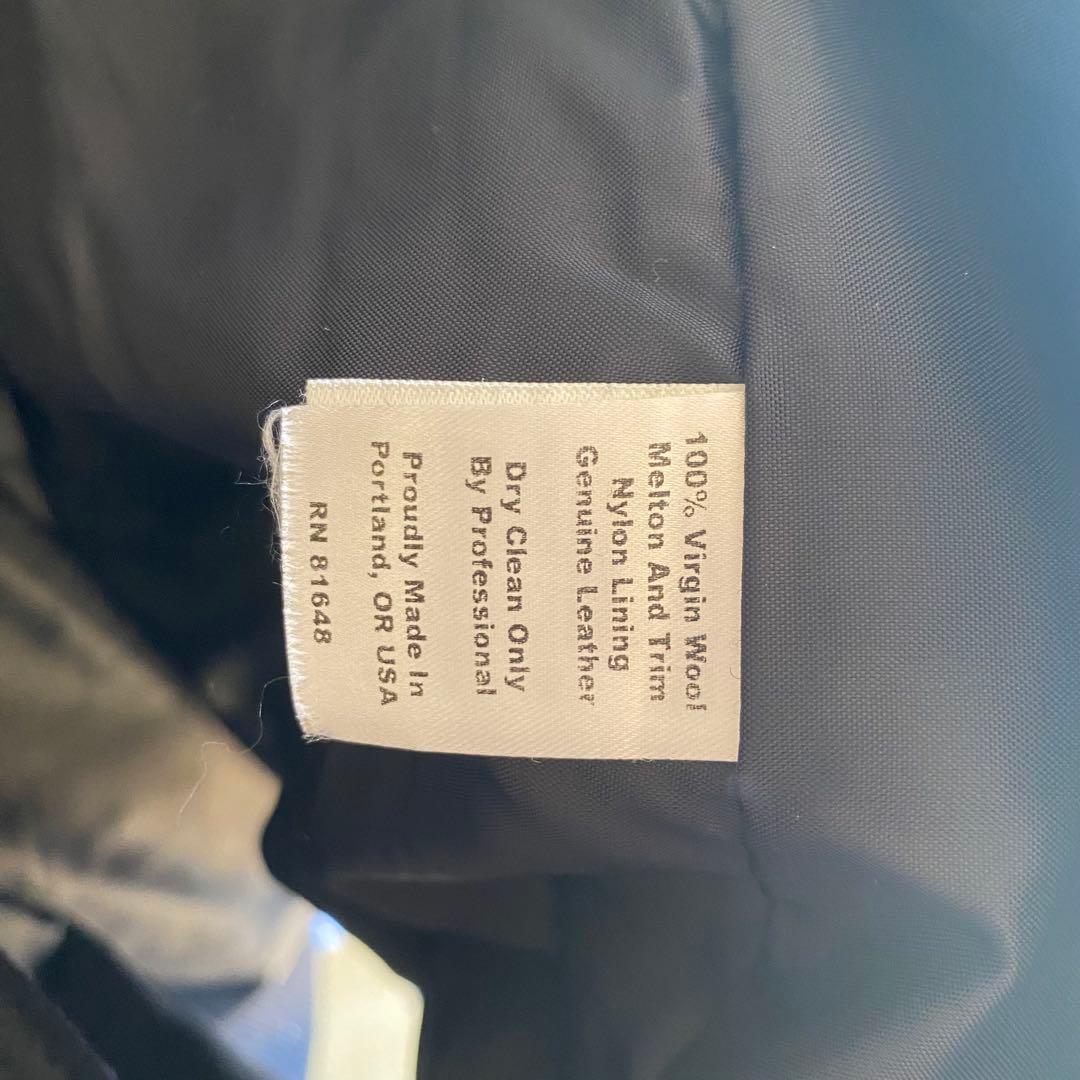 100% Virgin Wool
Melton And Trim
Nylon Lining
Genuine Leather
Dry Clean Only
By Professional
Proudly Made In
Portland, OR USA
RN 81648